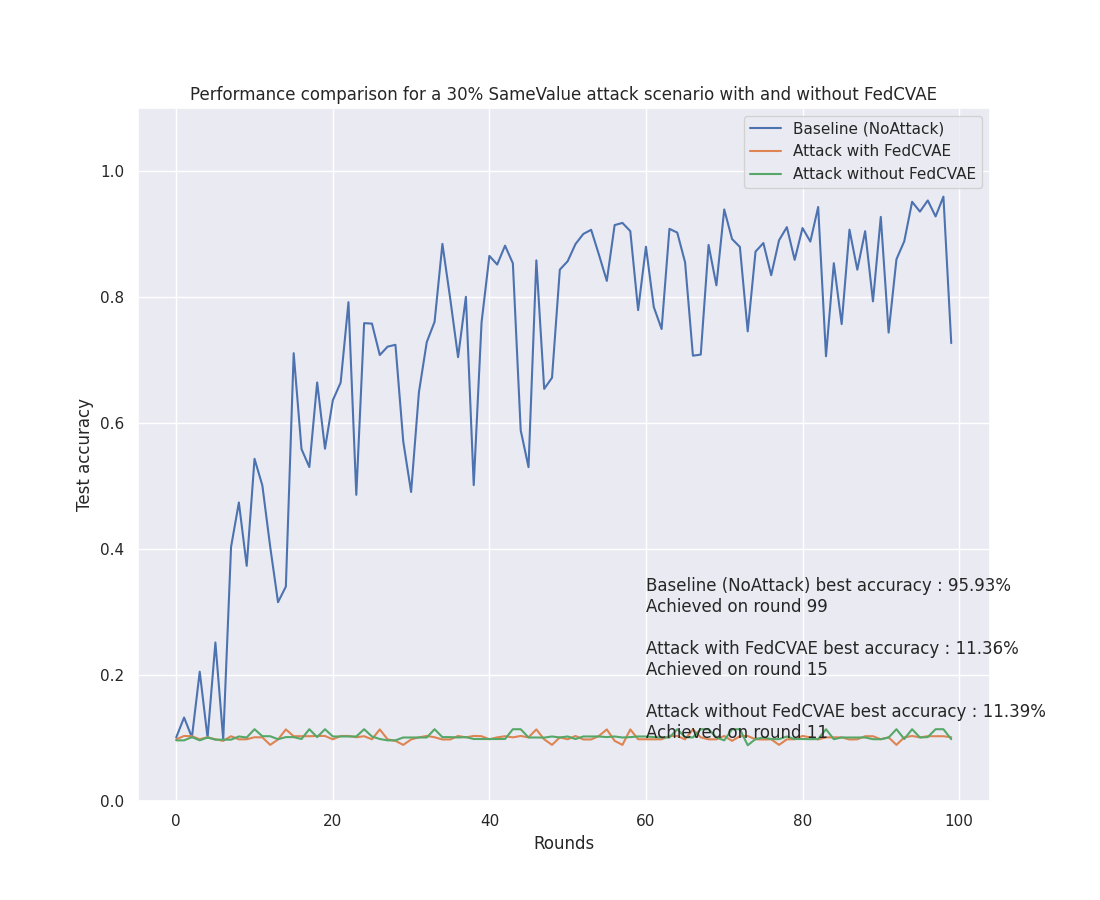 Performance comparison for a 30% SameValue attack scenario with and without FedCVAE
Baseline (NoAttack)
Attack with FedCVAE
Attack without FedCVAE
1.0
0.8
0.6
0.4
0.2
0.0
Test accuracy
Baseline (NoAttack) best accuracy : 95.93%
Achieved on round 99
Attack with FedCVAE best accuracy : 11.36%
Achieved on round 15
Attack without FedCVAE best accuracy : 11.39%
Achieved on round 11
0 20 40 60 80 100
Rounds